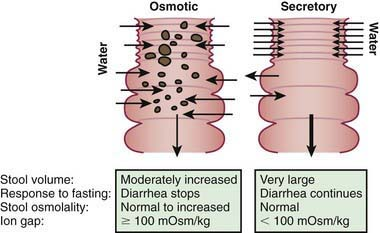 Osmotic Secretory
Water Water
Stool volume: Moderately increased Very large
Response to fasting: Diarrhea stops Diarrhea continues
Stool osmolality: Normal to increased Normal
Ion gap: ≥ 100 mOsm/kg < 100 mOsm/kg